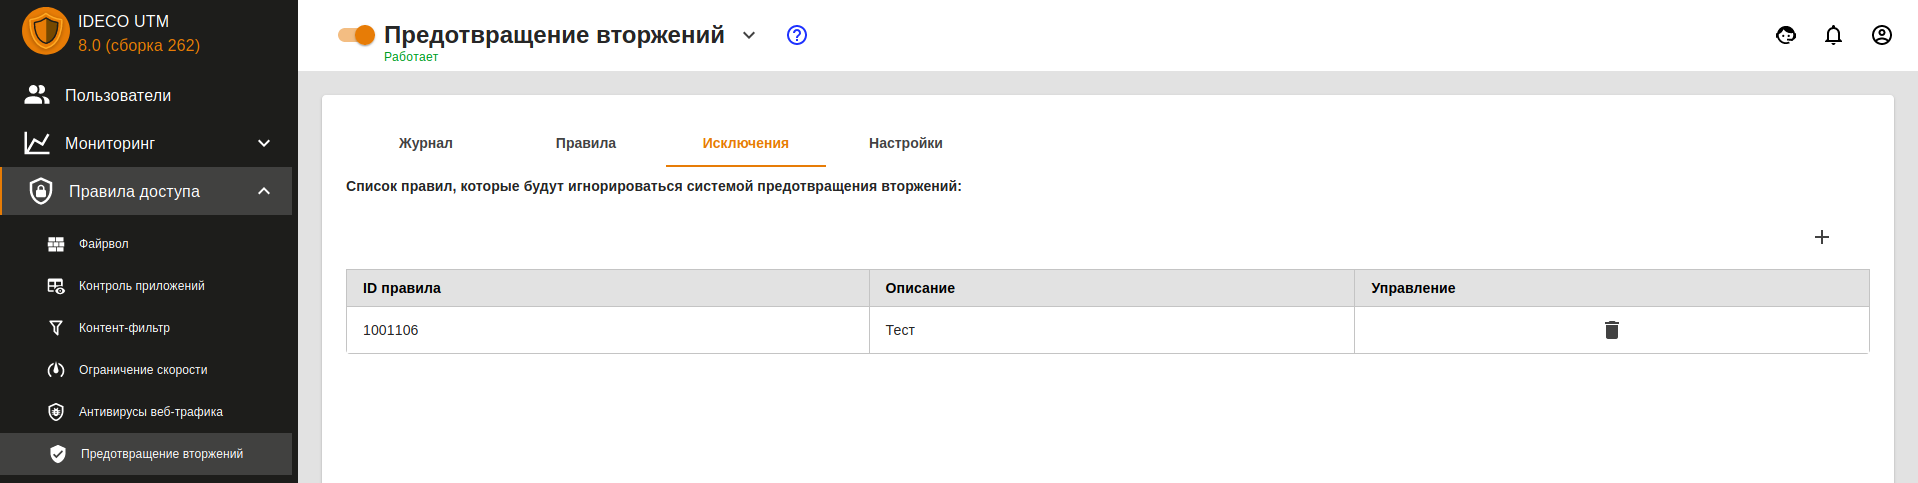 IDECO UTM
8.0 (сборка 262)
Пользователи
Мониторинг
Правила доступа
Файрвол
Контроль приложений
Контент-фильтр
Ограничение скорости
Антивирусы веб-трафика
Предотвращение вторжений
Предотвращение вторжений
Работает
Журнал Правила Исключения Настройки
Список правил, которые будут игнорироваться системой предотвращения вторжений:
ID правила Описание Управление
1001106 Тест